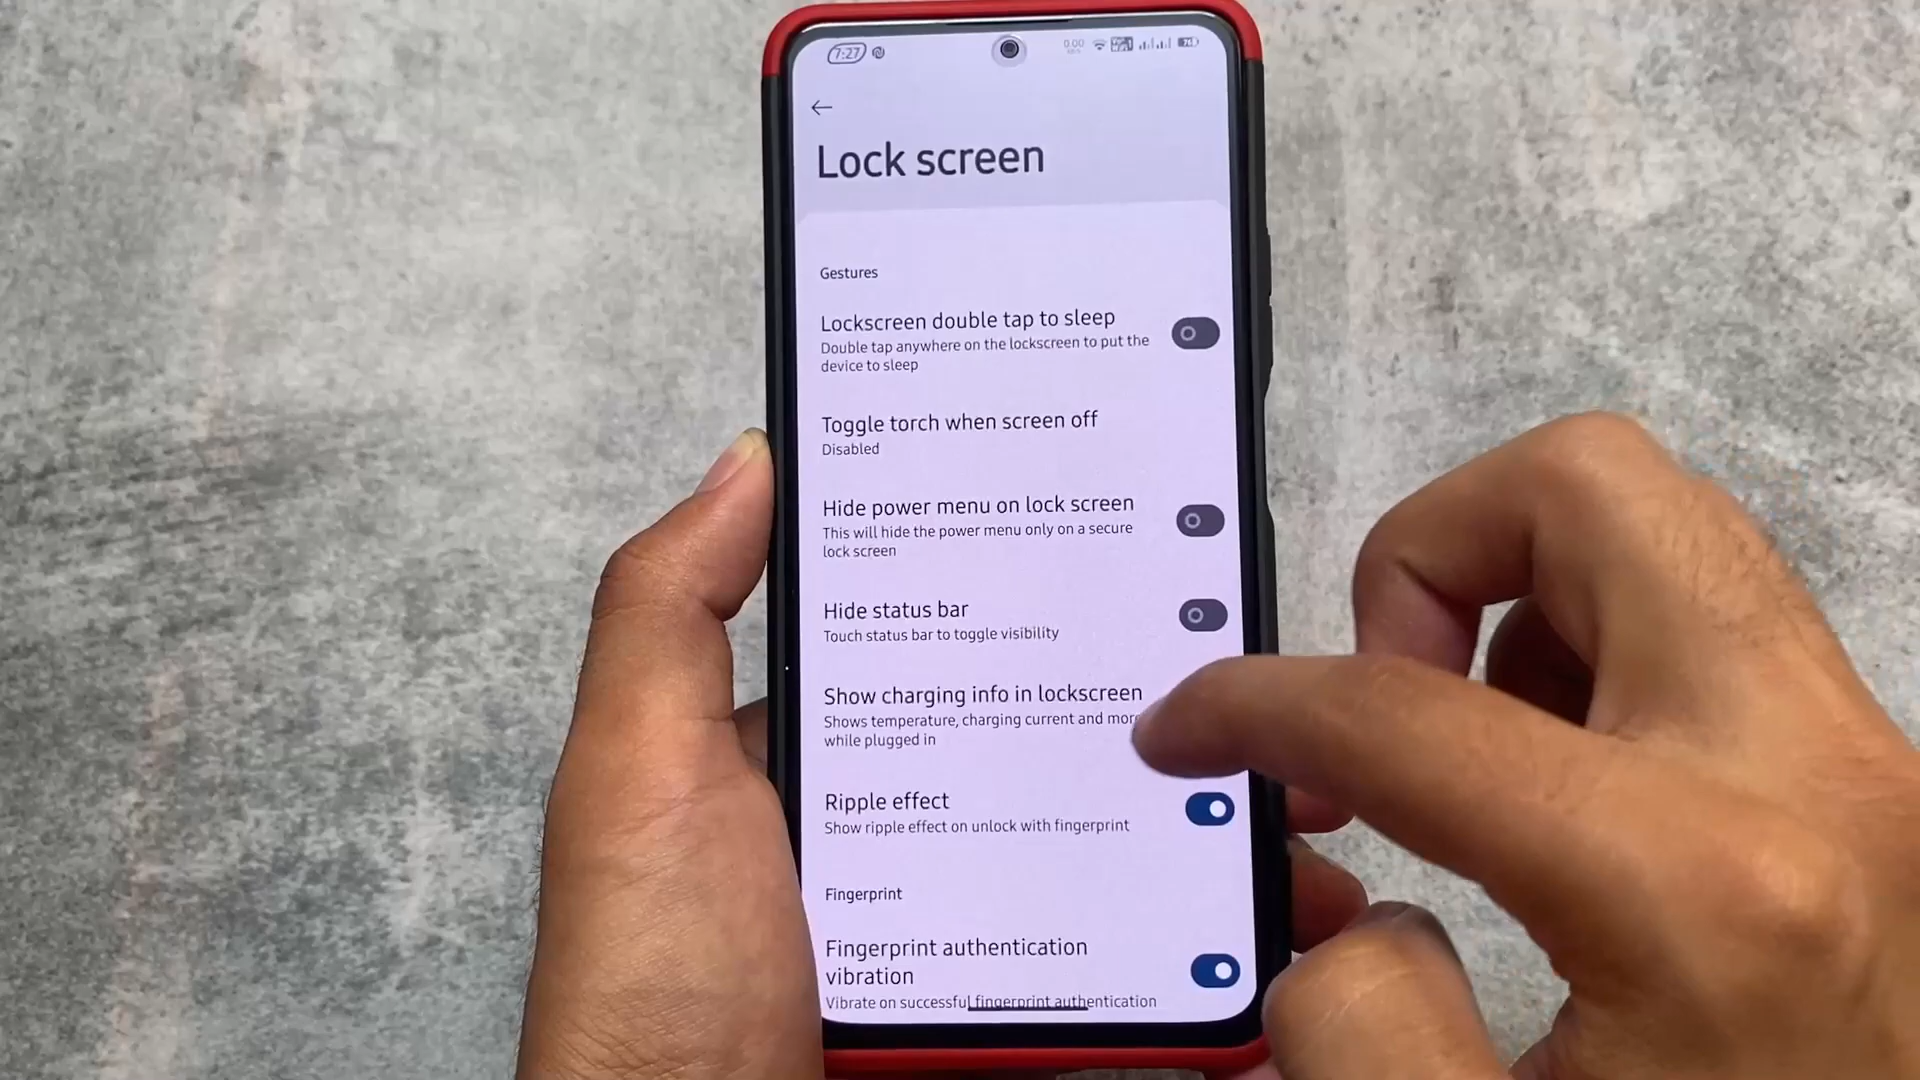 7:27
0.00
Lock screen
Gestures
Lockscreen double tap to sleep
Double tap anywhere on the lockscreen to put the
device to sleep
Toggle torch when screen off
Disabled
Hide power menu on lock screen
This will hide the power menu only on a secure
lock screen
Hide status bar
Touch status bar to toggle visibility
Show charging info in lockscreen
Shows temperature, charging current and more
while plugged in
Ripple effect
Show ripple effect on unlock with fingerprint
Fingerprint
Fingerprint authentication
vibration
Vibrate on successful fingerprint authentication